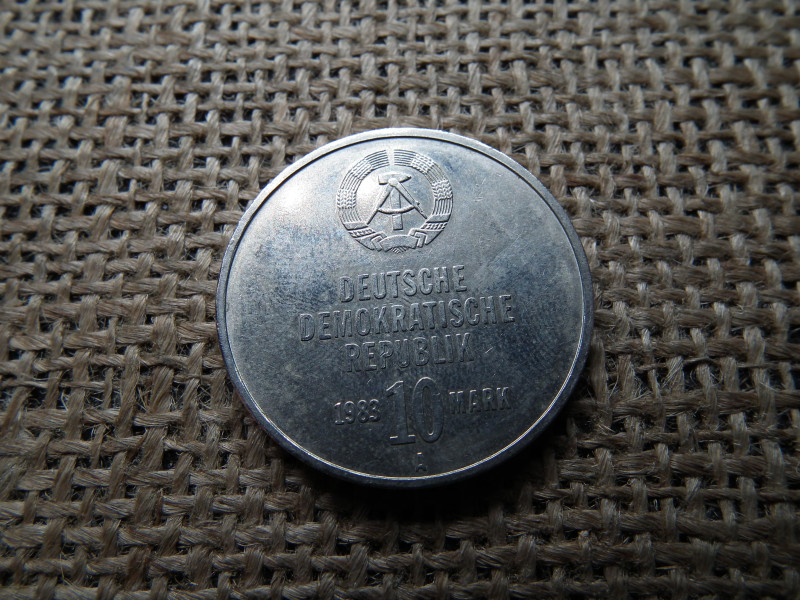 DEUTSCHE
DEMOKRATISCHE
REPUBLIK
1983 10 MARK
A